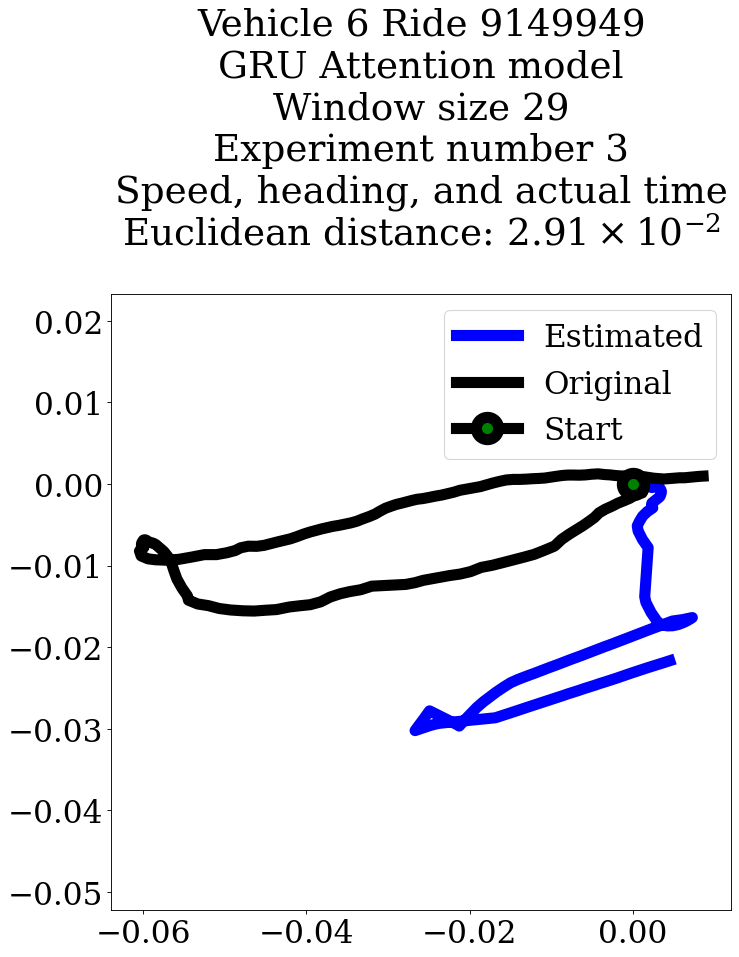 Vehicle 6 Ride 9149949
GRU Attention model
Window size 29
Experiment number 3
Speed, heading, and actual time
Euclidean distance: 2.91 × 10⁻²
Estimated
Original
Start
0.02
0.01
0.00
−0.01
−0.02
−0.03
−0.04
−0.05
−0.06
−0.04
−0.02
0.00